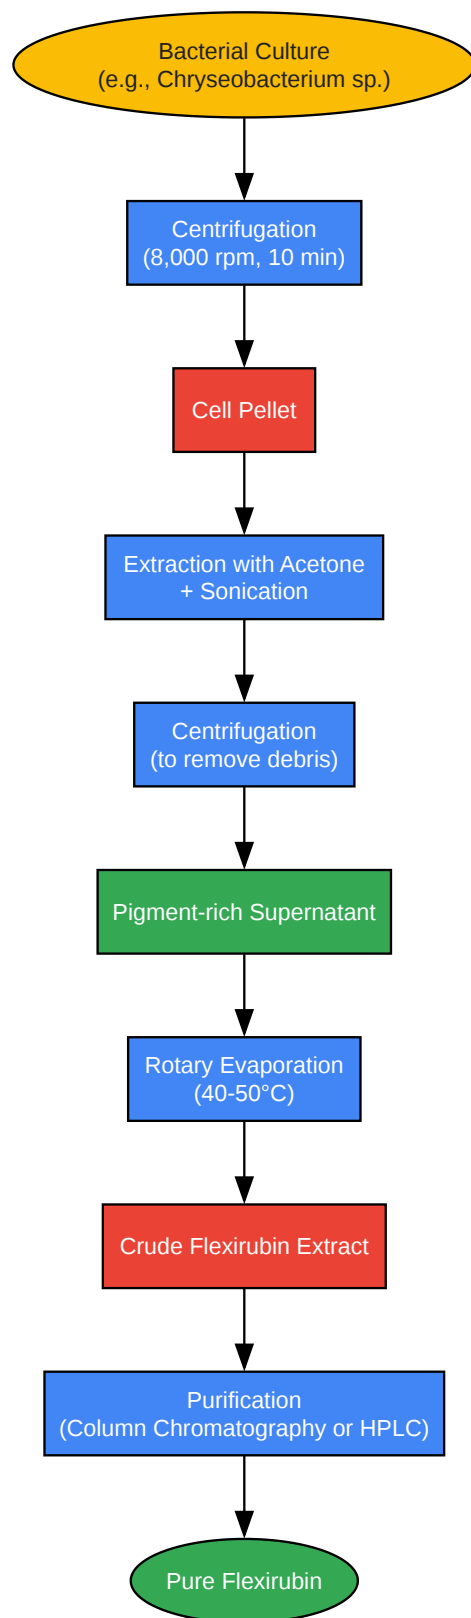 Bacterial Culture
(e.g., Chryseobacterium sp.)
Centrifugation
(8,000 rpm, 10 min)
Cell Pellet
Extraction with Acetone
+ Sonication
Centrifugation
(to remove debris)
Pigment-rich Supernatant
Rotary Evaporation
(40-50°C)
Crude Flexirubin Extract
Purification
(Column Chromatography or HPLC)
Pure Flexirubin